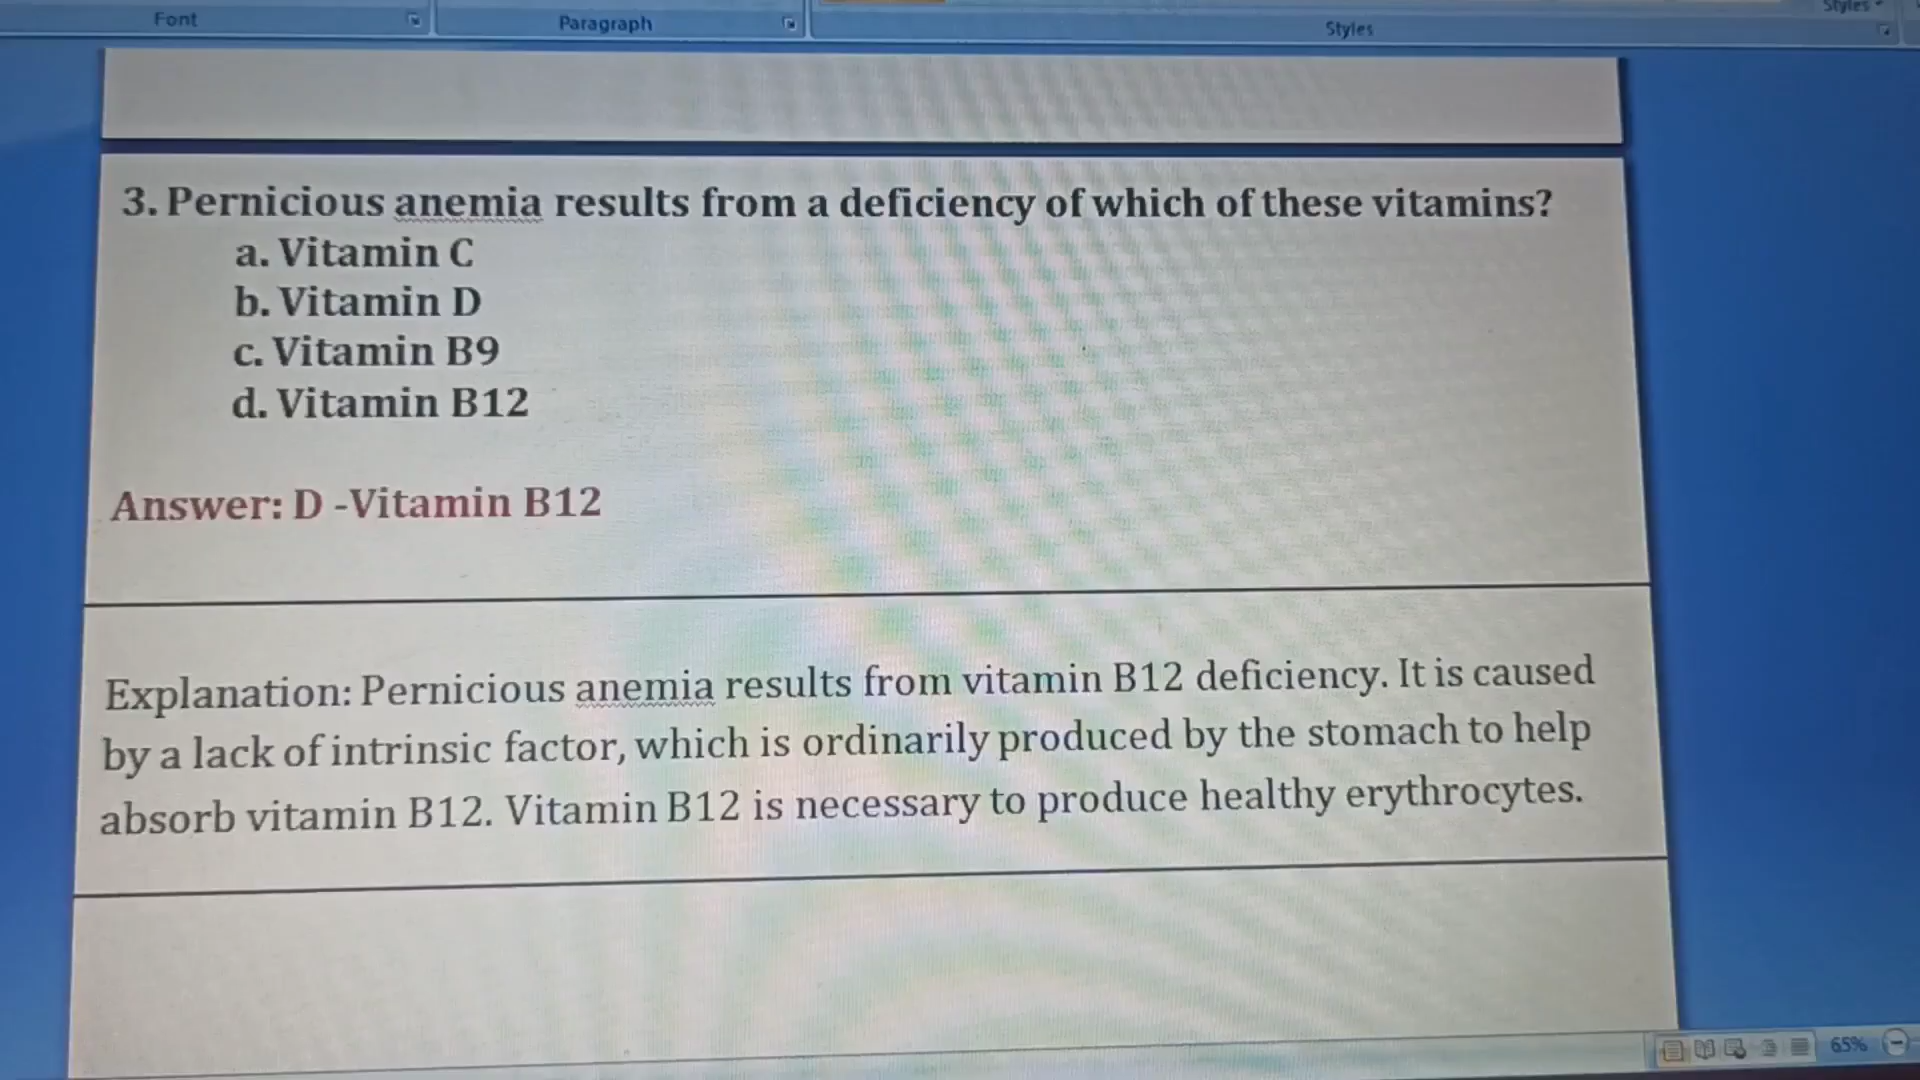 Font
Paragraph
Styles
Styles
3. Pernicious anemia results from a deficiency of which of these vitamins?
a. Vitamin C
b. Vitamin D
c. Vitamin B9
d. Vitamin B12
Answer: D -Vitamin B12
Explanation: Pernicious anemia results from vitamin B12 deficiency. It is caused
by a lack of intrinsic factor, which is ordinarily produced by the stomach to help
absorb vitamin B12. Vitamin B12 is necessary to produce healthy erythrocytes.
65%